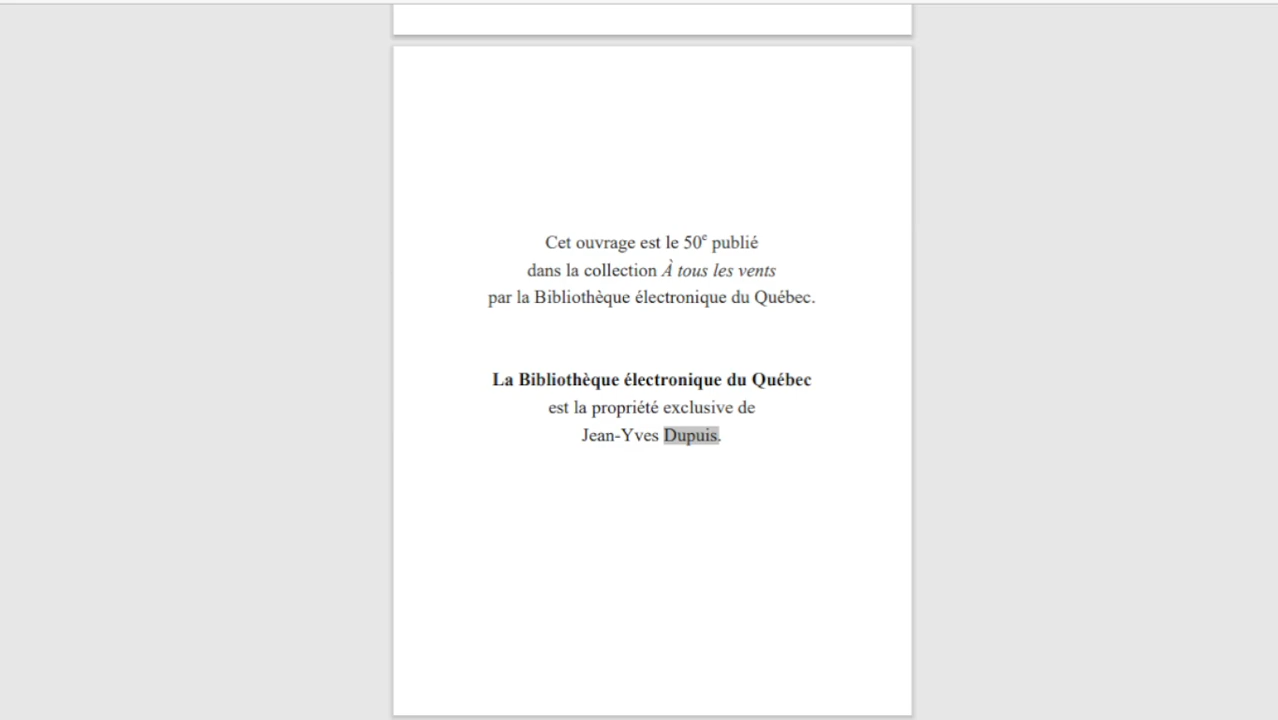 Cet ouvrage est le 50e publié
dans la collection À tous les vents
par la Bibliothèque électronique du Québec.
La Bibliothèque électronique du Québec
est la propriété exclusive de
Jean-Yves Dupuis.